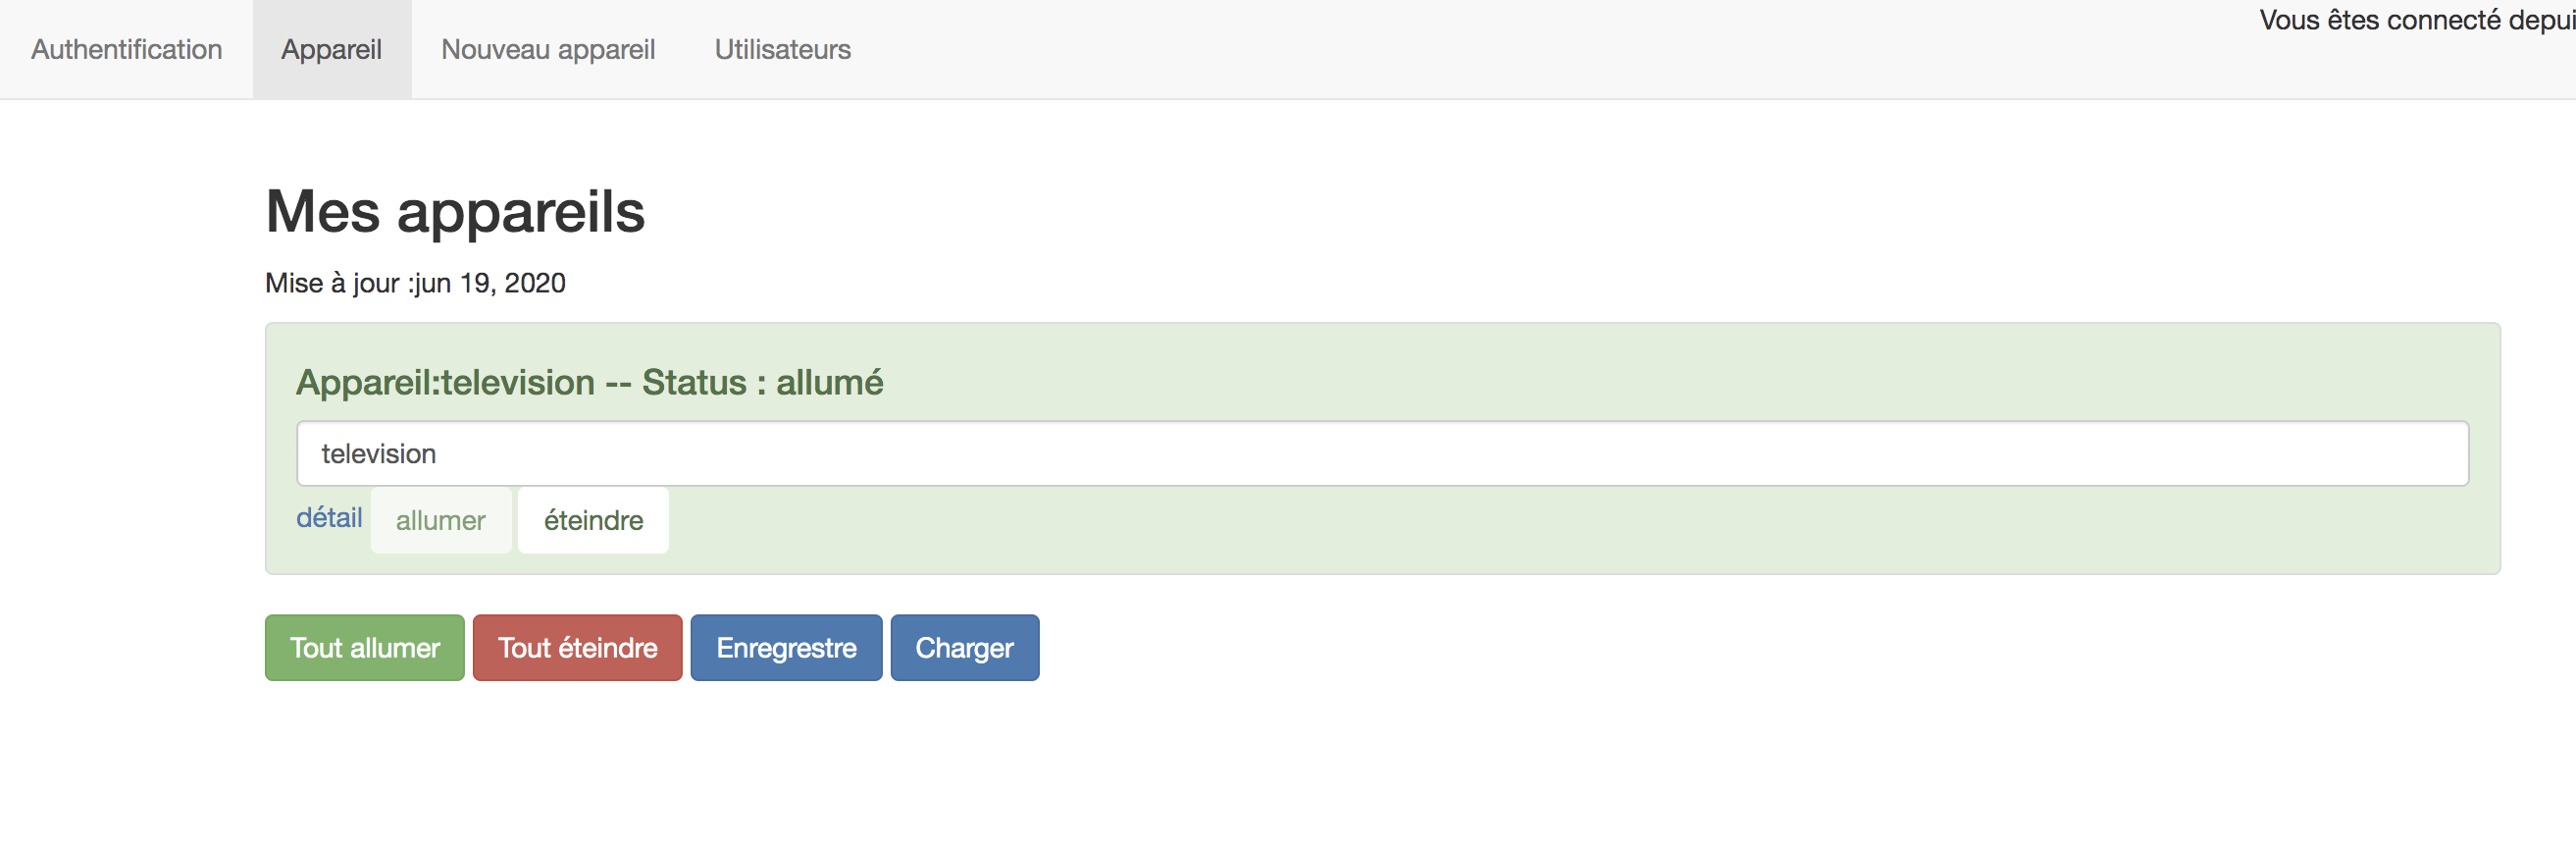 Authentification Appareil Nouveau appareil Utilisateurs
Vous êtes connecté depui
Mes appareils
Mise à jour :jun 19, 2020
Appareil:television -- Status : allumé
television
détail allumer éteindre
Tout allumer Tout éteindre Enregrestre Charger